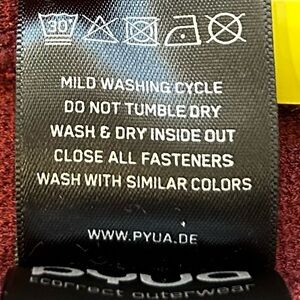 30
MILD WASHING CYCLE
DO NOT TUMBLE DRY
WASH & DRY INSIDE OUT
CLOSE ALL FASTENERS
WASH WITH SIMILAR COLORS
WWW.PYUA.DE
pyua
ecorrect outerwear